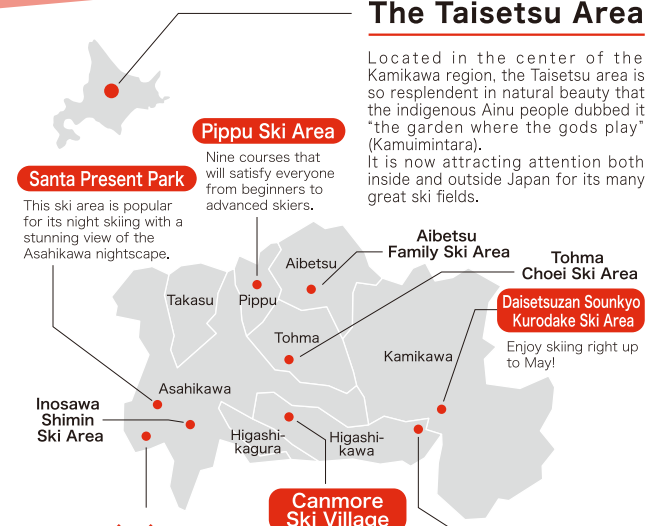 The Taisetsu Area
Located in the center of the
Kamikawa region, the Taisetsu area is
so resplendent in natural beauty that
the indigenous Ainu people dubbed it
“the garden where the gods play”
(Kamuimintara).
It is now attracting attention both
inside and outside Japan for its many
great ski fields.
Pippu Ski Area
Nine courses that
will satisfy everyone
from beginners to
advanced skiers.
Santa Present Park
This ski area is popular
for its night skiing with a
stunning view of the
Asahikawa nightscape.
Aibetsu
Family Ski Area
Tohma
Choei Ski Area
Daisetsuzan Sounkyo
Kurodake Ski Area
Enjoy skiing right up
to May!
Aibetsu
Takasu
Pippu
Tohma
Kamikawa
Asahikawa
Inosawa
Shimin
Ski Area
Higashi-
kagura
Higashi-
kawa
Canmore
Ski Village